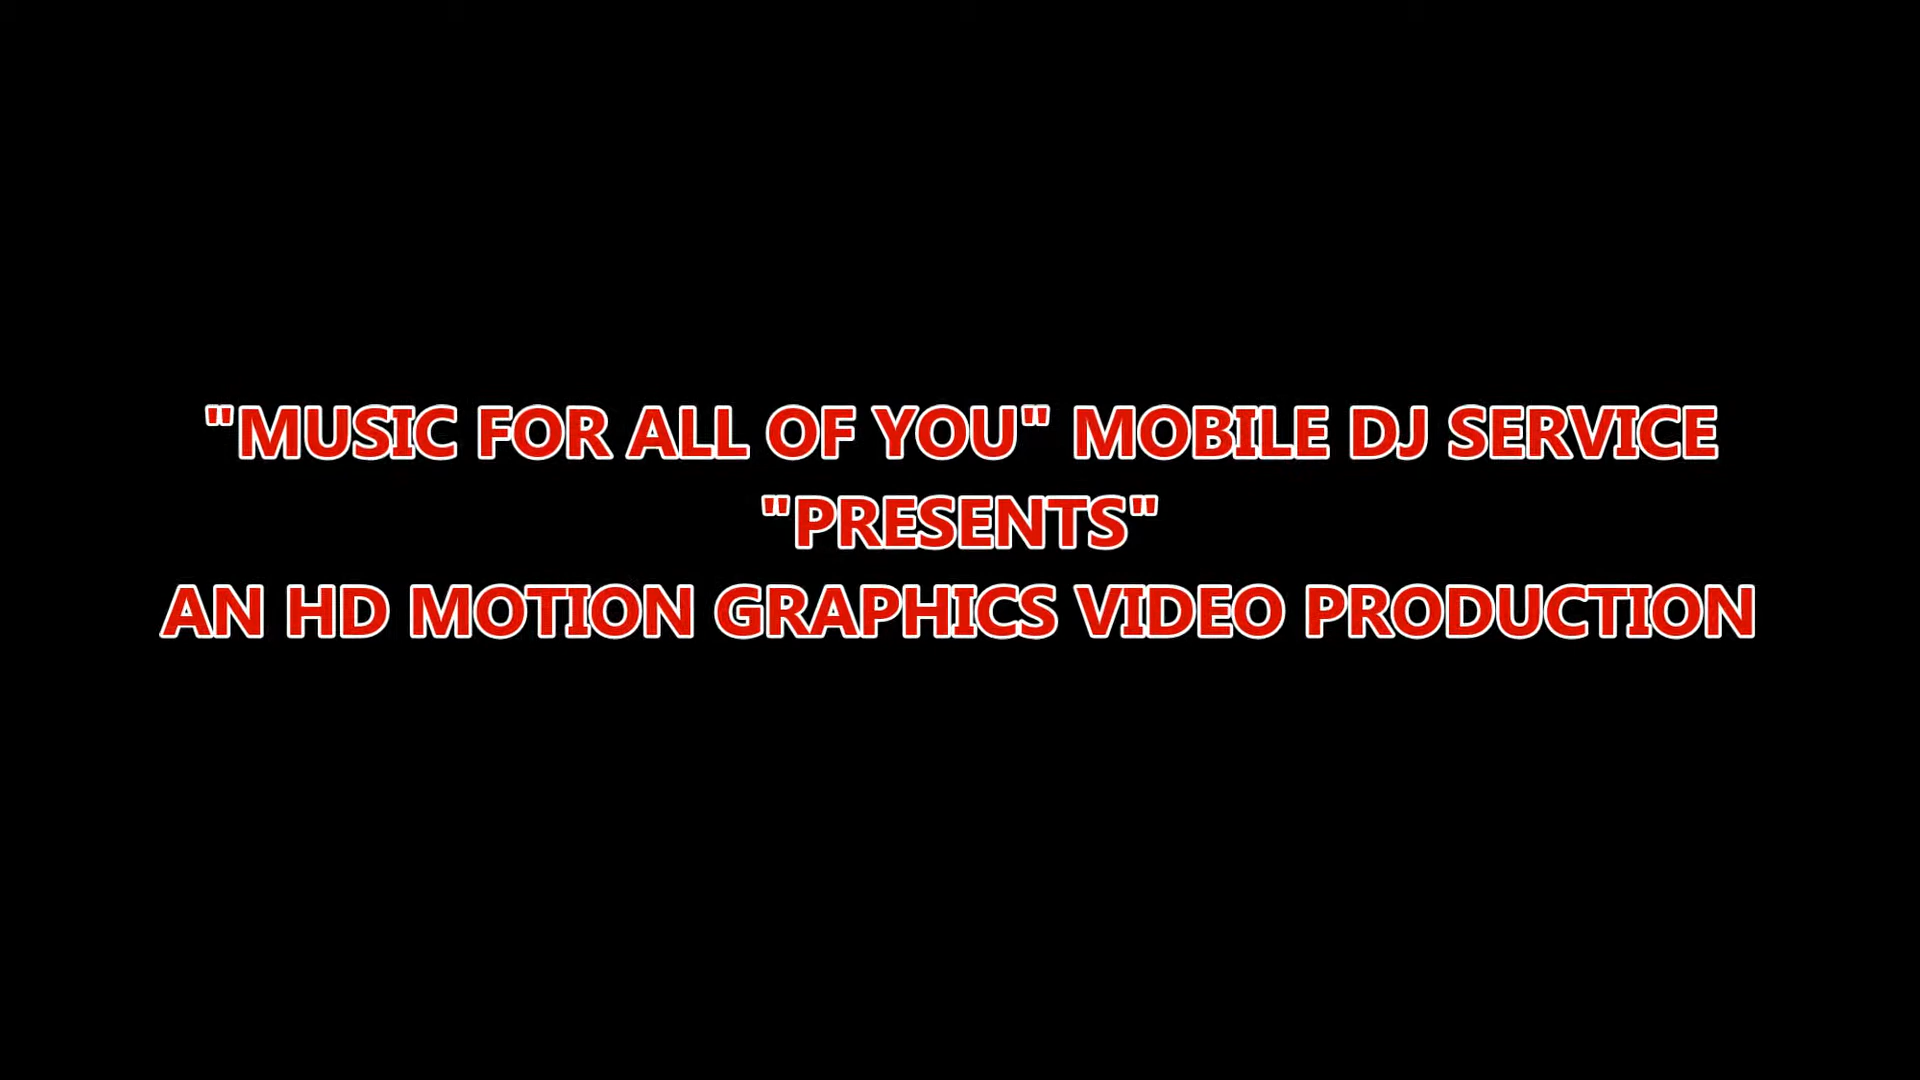 "MUSIC FOR ALL OF YOU" MOBILE DJ SERVICE
"PRESENTS"
AN HD MOTION GRAPHICS VIDEO PRODUCTION